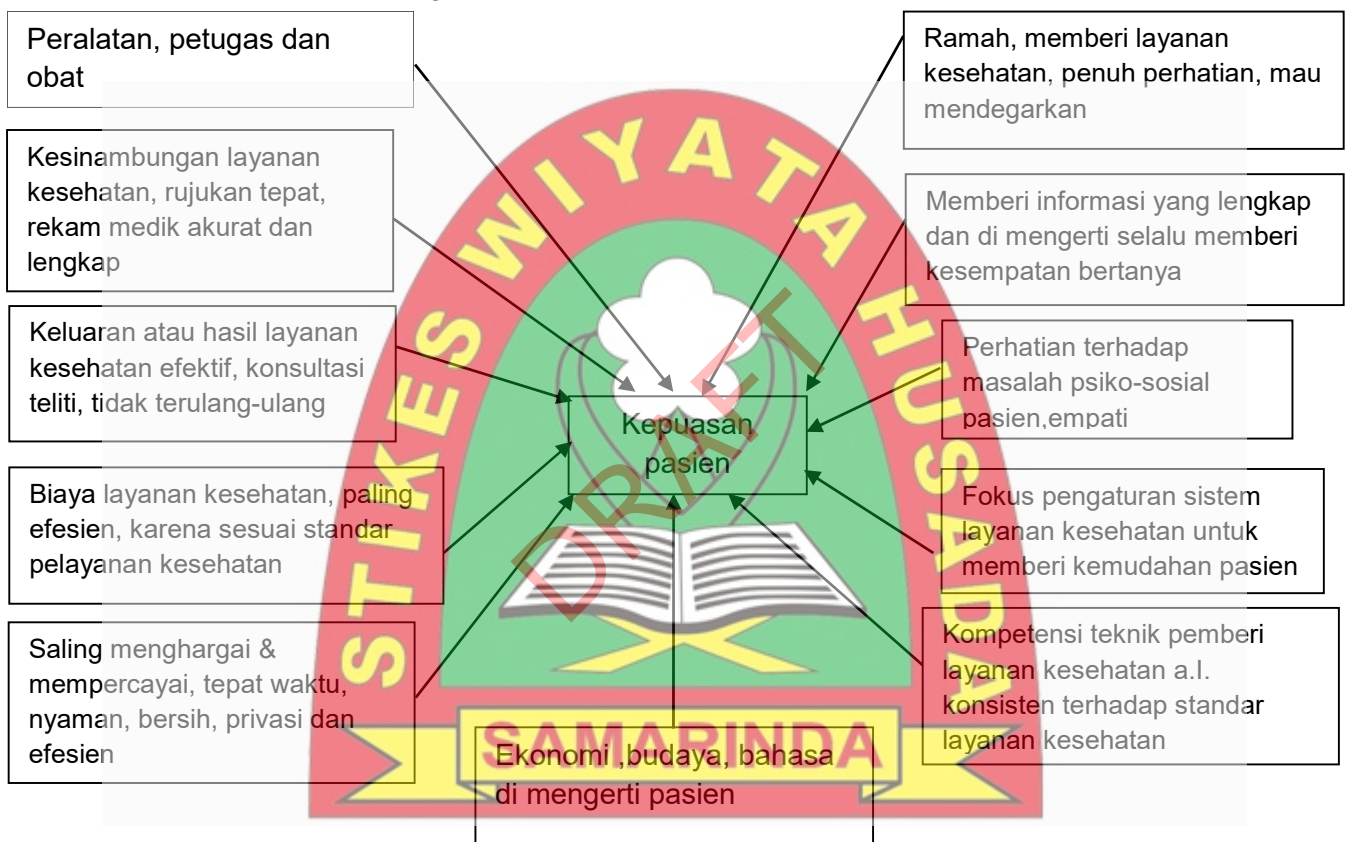 Peralatan, petugas dan
obat
Kesinambungan layanan
kesehatan, rujukan tepat,
rekam medik akurat dan
lengkap
Keluaran atau hasil layanan
kesehatan efektif, konsultasi
teliti, tidak terulang-ulang
Biaya layanan kesehatan, paling
efesien, karena sesuai standar
pelayanan kesehatan
Saling menghargai &
mempercayai, tepat waktu,
nyaman, bersih, privasi dan
efesien
Ramah, memberi layanan
kesehatan, penuh perhatian, mau
mendegarkan
Memberi informasi yang lengkap
dan di mengerti selalu memberi
kesempatan bertanya
Perhatian terhadap
masalah psiko-sosial
pasien,empati
Fokus pengaturan sistem
layanan kesehatan untuk
memberi kemudahan pasien
Kompetensi teknik pemberi
layanan kesehatan a.l.
konsisten terhadap standar
layanan kesehatan
Kepuasan
pasien
Ekonomi ,budaya, bahasa
di mengerti pasien
STIKES WIYATA HUSADA
SAMARINDA
DRAFT